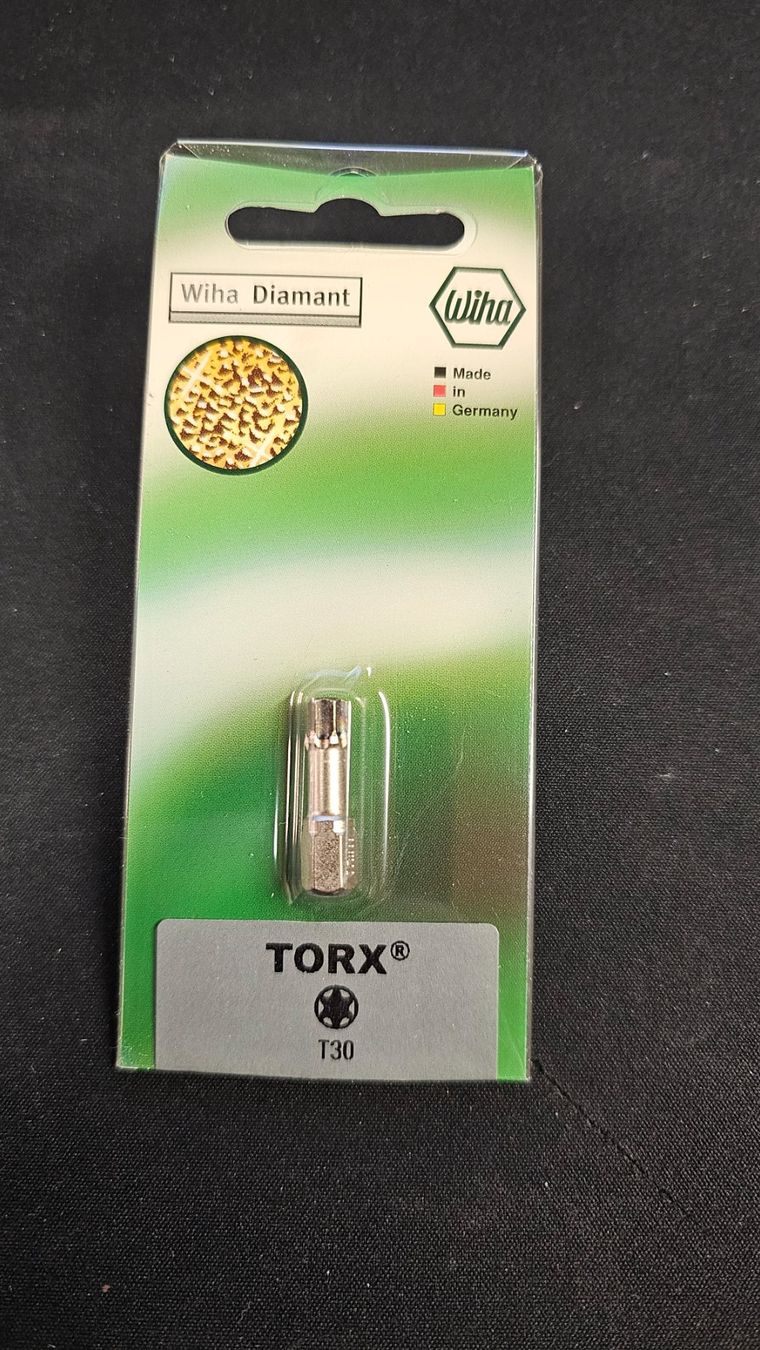 Wiha Diamant
Wiha
Made
in
Germany
TORX®
T30